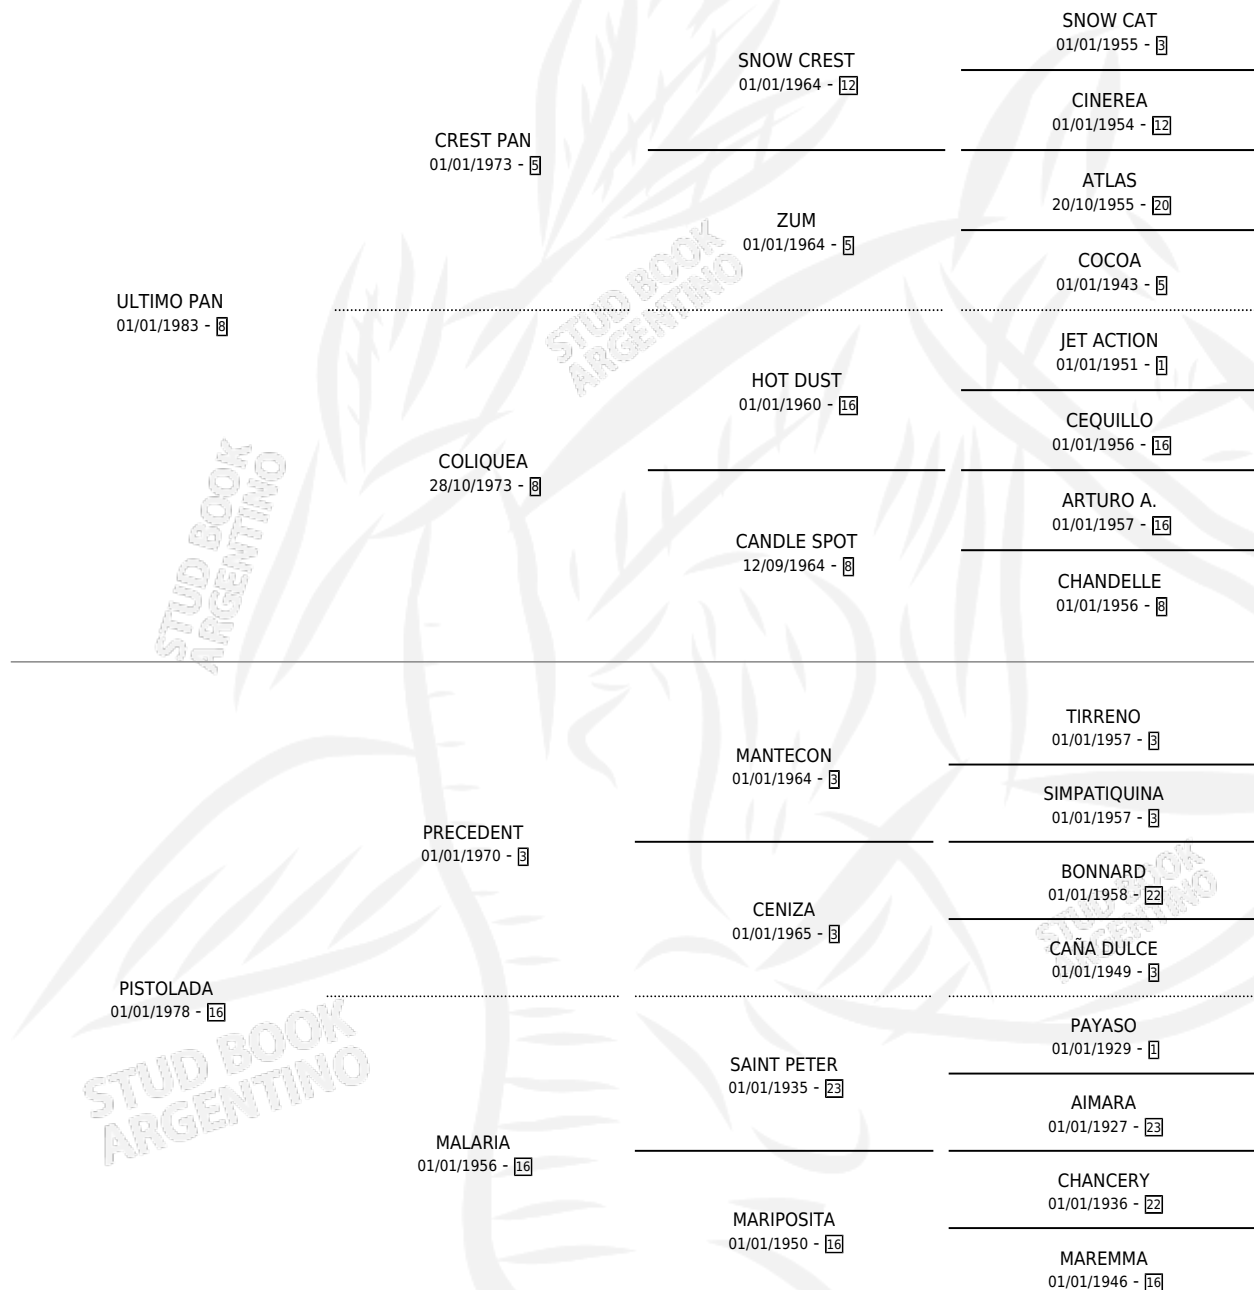 SNOW CAT
01/01/1955 - 3
SNOW CREST
01/01/1964 - 12
CINEREA
01/01/1954 - 12
CREST PAN
01/01/1973 - 5
ATLAS
20/10/1955 - 20
ZUM
01/01/1964 - 5
COCOA
01/01/1943 - 5
ULTIMO PAN
01/01/1983 - 8
JET ACTION
01/01/1951 - 1
HOT DUST
01/01/1960 - 16
CEQUILLO
01/01/1956 - 16
COLIQUEA
28/10/1973 - 8
ARTURO A.
01/01/1957 - 16
CANDLE SPOT
12/09/1964 - 8
CHANDELLE
01/01/1956 - 8
TIRRENO
01/01/1957 - 3
MANTECON
01/01/1964 - 3
SIMPATIQUINA
01/01/1957 - 3
PRECEDENT
01/01/1970 - 3
BONNARD
01/01/1958 - 22
CENIZA
01/01/1965 - 3
CAÑA DULCE
01/01/1949 - 3
PISTOLADA
01/01/1978 - 16
PAYASO
01/01/1929 - 1
SAINT PETER
01/01/1935 - 23
AIMARA
01/01/1927 - 23
MALARIA
01/01/1956 - 16
CHANCERY
01/01/1936 - 22
MARIPOSITA
01/01/1950 - 16
MAREMMA
01/01/1946 - 16
STUD BOOK
ARGENTINO
STUD BOOK
ARGENTINO
STUD BOOK
ARGENTINO
STUD BOOK
ARGENTINO